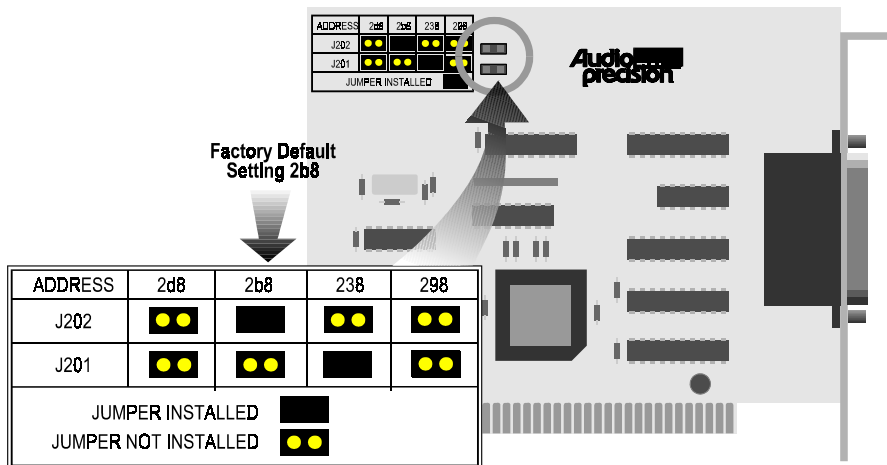 ADDRESS 2d8 2b8 238 298
J202
J201
JUMPER INSTALLED
Audio
precision
Factory Default
Setting 2b8
ADDRESS 2d8 2b8 238 298
J202
J201
JUMPER INSTALLED
JUMPER NOT INSTALLED